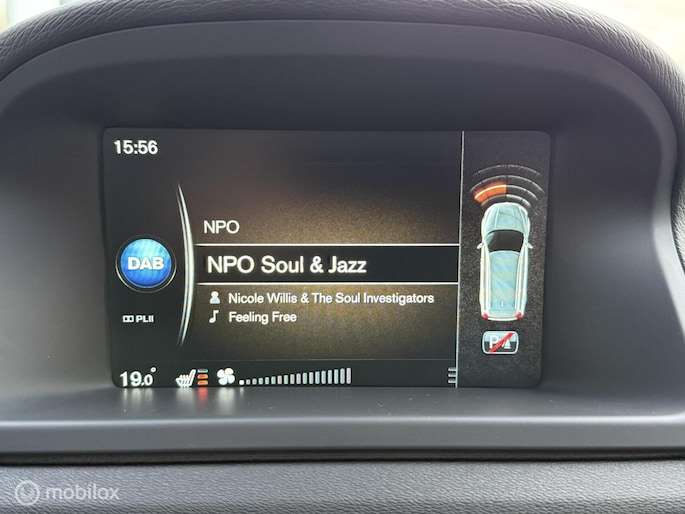 15:56
NPO
DAB
NPO Soul & Jazz
Nicole Willis & The Soul Investigators
Feeling Free
PLII
19.0°
mobilox